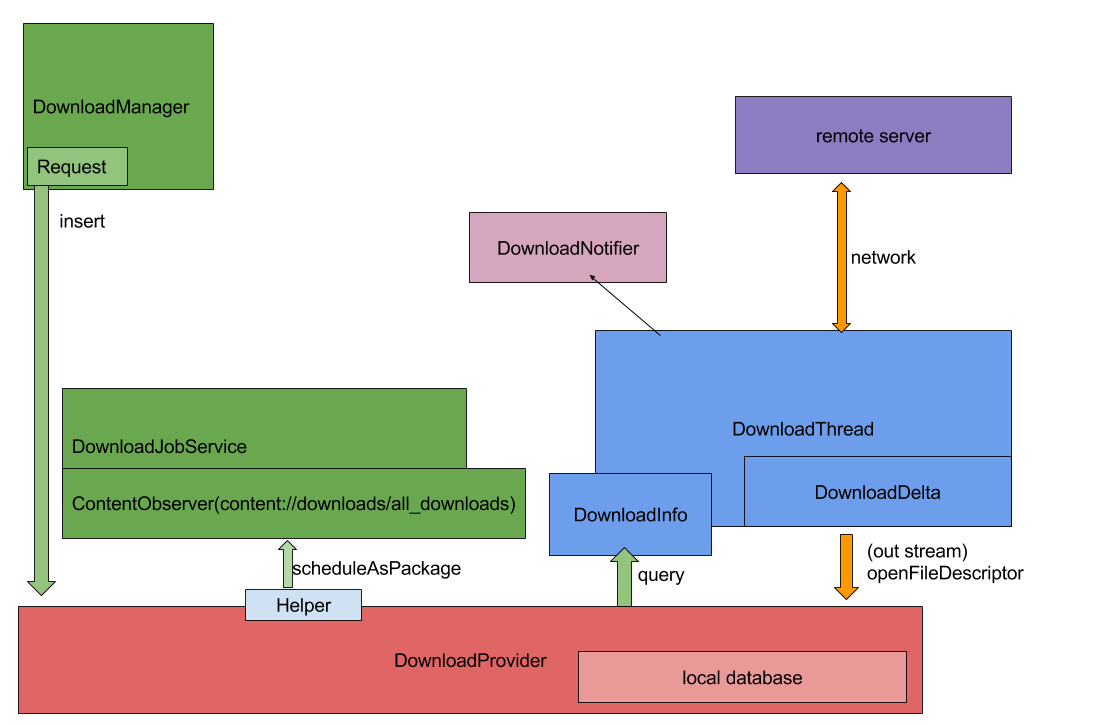 DownloadManager
Request
insert
remote server
DownloadNotifier
network
DownloadJobService
ContentObserver(content://downloads/all_downloads)
DownloadThread
DownloadDelta
DownloadInfo
scheduleAsPackage
query
(out stream)
openFileDescriptor
Helper
DownloadProvider
local database